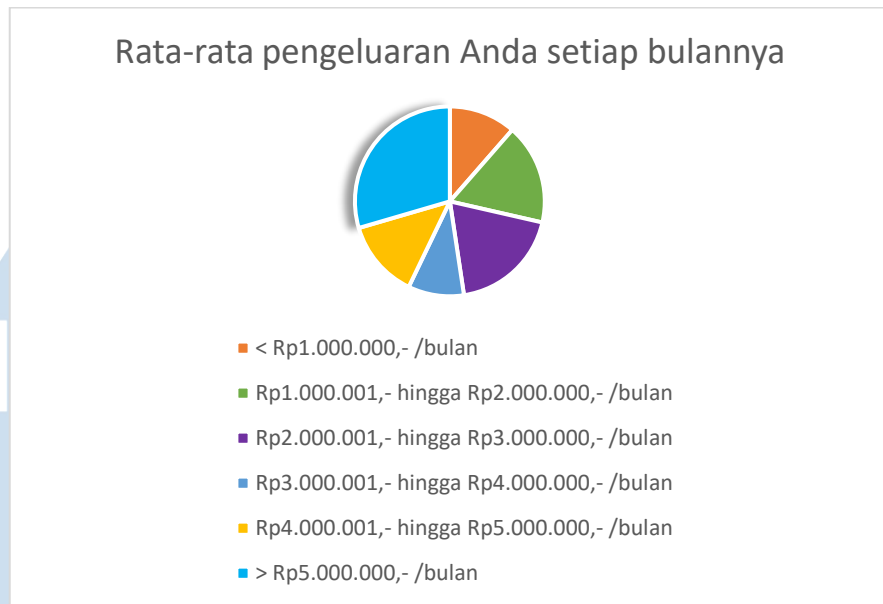 Rata-rata pengeluaran Anda setiap bulannya
< Rp1.000.000,- /bulan
Rp1.000.001,- hingga Rp2.000.000,- /bulan
Rp2.000.001,- hingga Rp3.000.000,- /bulan
Rp3.000.001,- hingga Rp4.000.000,- /bulan
Rp4.000.001,- hingga Rp5.000.000,- /bulan
> Rp5.000.000,- /bulan